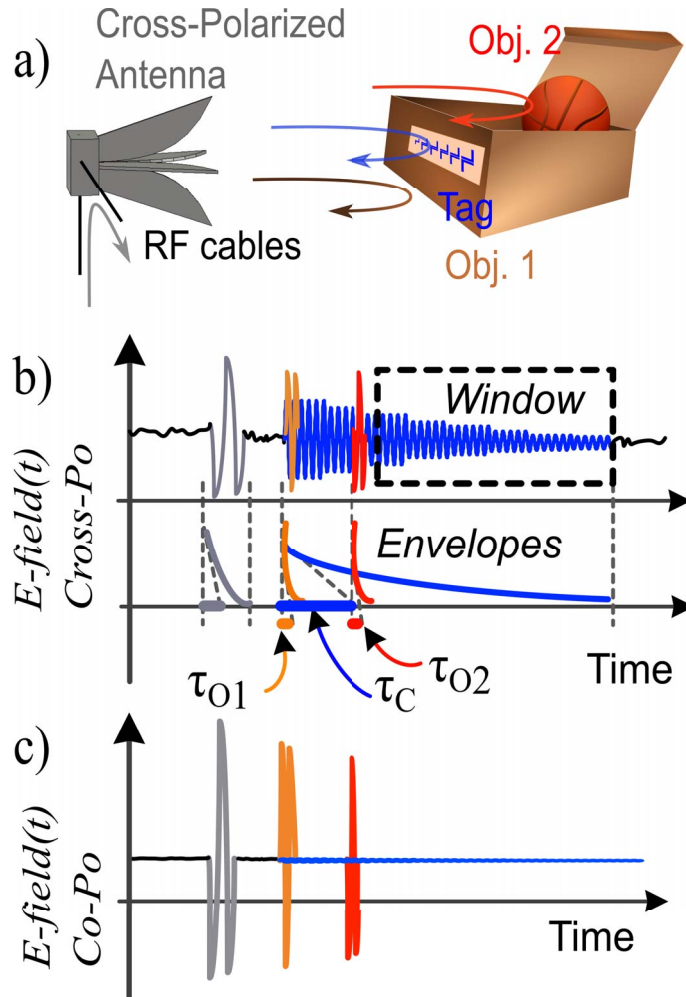 a)
Cross-Polarized
Antenna
RF cables
Obj. 2
Tag
Obj. 1
b)
E-field(t)
Cross-Po
Window
Envelopes
τO1
τC
τO2
Time
c)
E-field(t)
Co-Po
Time